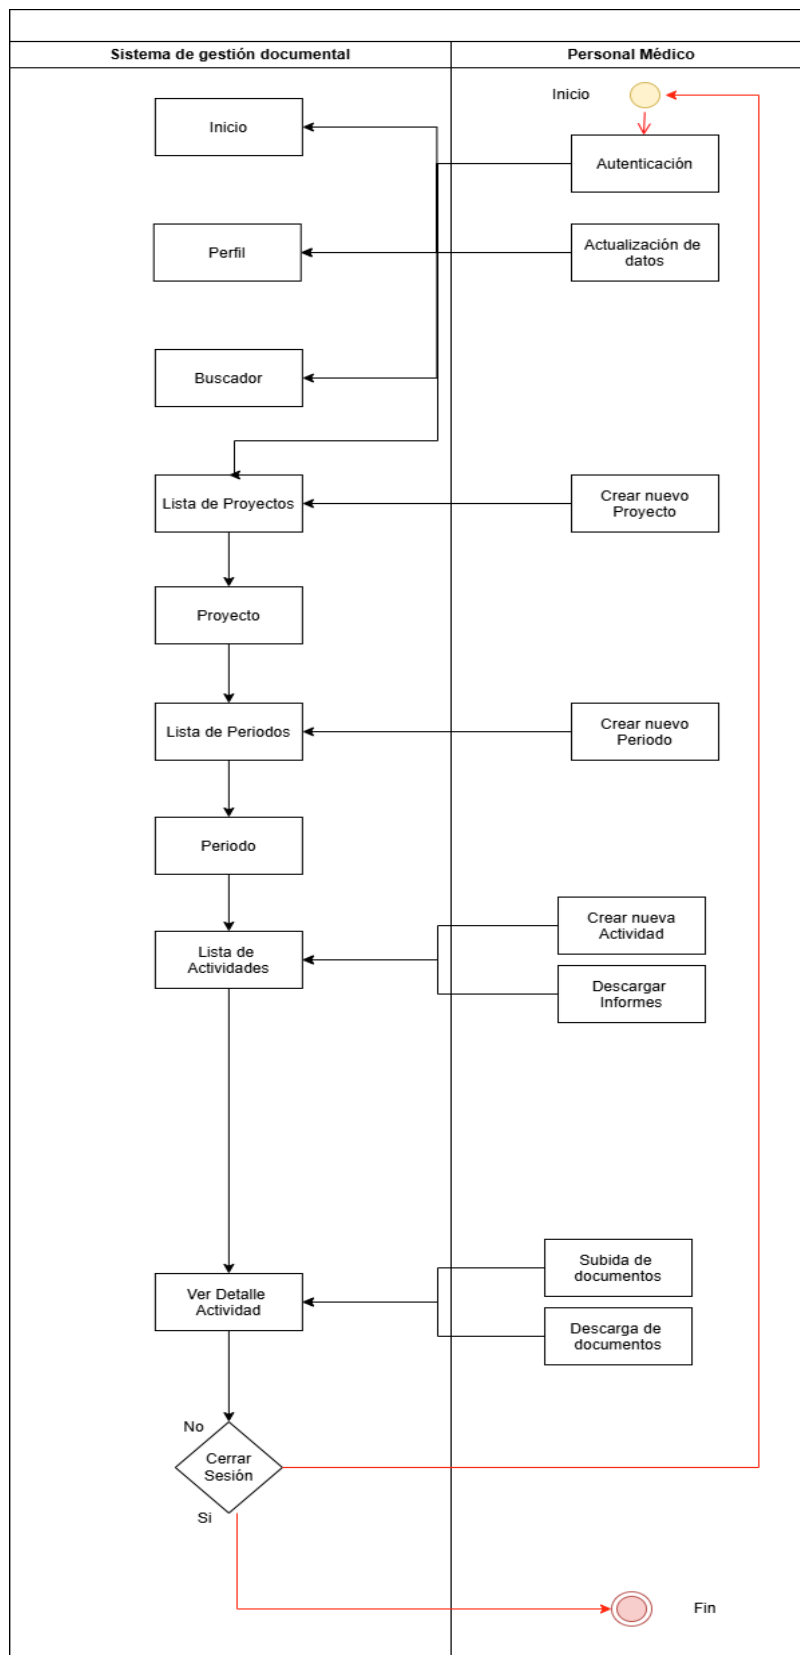 Sistema de gestión documental
Personal Médico
Inicio
Inicio
Autenticación
Perfil
Actualización de
datos
Buscador
Lista de Proyectos
Crear nuevo
Proyecto
Proyecto
Lista de Periodos
Crear nuevo
Periodo
Periodo
Crear nueva
Actividad
Lista de
Actividades
Descargar
Informes
Subida de
documentos
Ver Detalle
Actividad
Descarga de
documentos
No
Cerrar
Sesión
Si
Fin